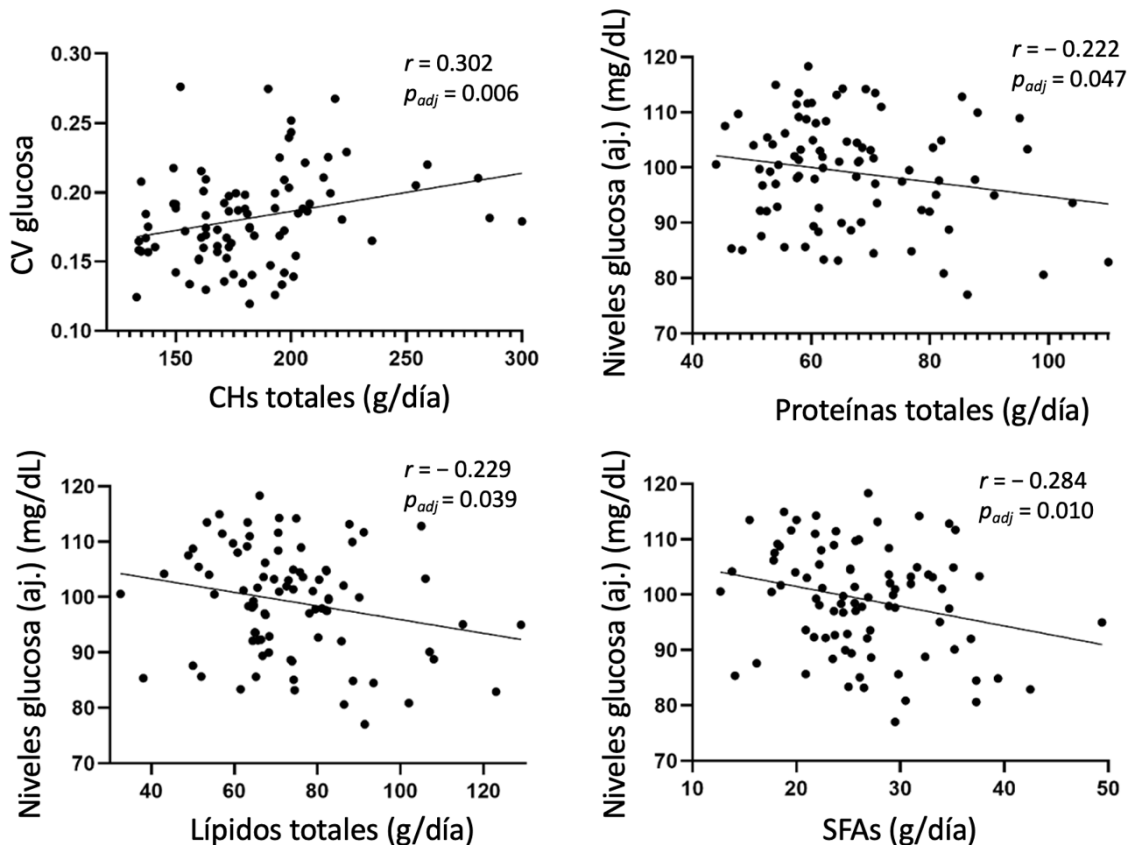 r = 0.302
p_adj = 0.006
CV glucosa
0.30
0.25
0.20
0.15
0.10
150 200 250 300
CHs totales (g/día)
r = − 0.222
p_adj = 0.047
Niveles glucosa (aj.) (mg/dL)
120
110
100
90
80
70
40 60 80 100
Proteínas totales (g/día)
r = − 0.229
p_adj = 0.039
Niveles glucosa (aj.) (mg/dL)
120
110
100
90
80
70
40 60 80 100 120
Lípidos totales (g/día)
r = − 0.284
p_adj = 0.010
Niveles glucosa (aj.) (mg/dL)
120
110
100
90
80
70
10 20 30 40 50
SFAs (g/día)